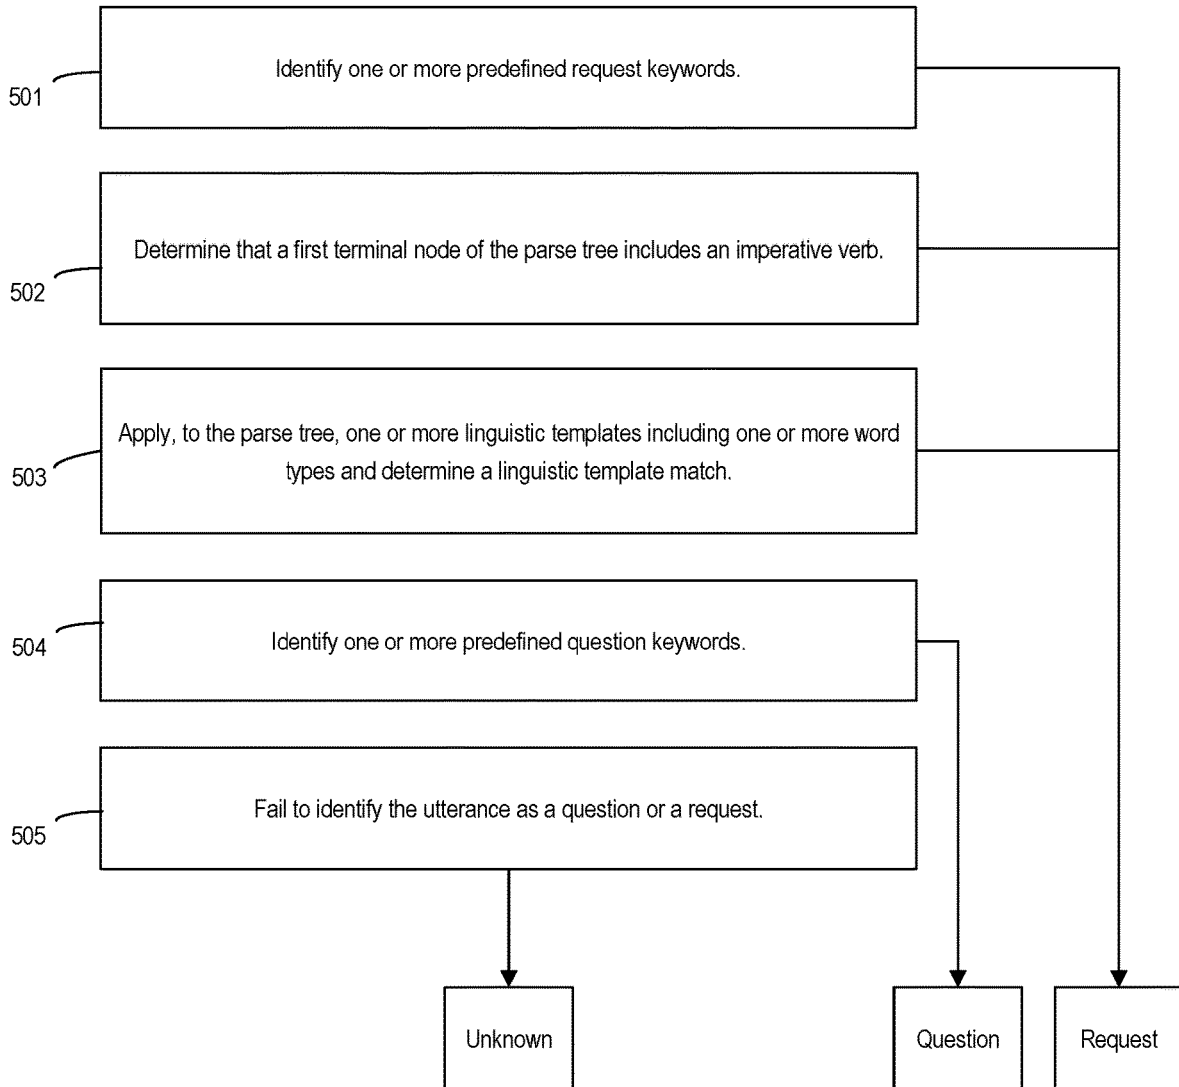 Identify one or more predefined request keywords.
501
Determine that a first terminal node of the parse tree includes an imperative verb.
502
Apply, to the parse tree, one or more linguistic templates including one or more word
types and determine a linguistic template match.
503
Identify one or more predefined question keywords.
504
Fail to identify the utterance as a question or a request.
505
Unknown
Question
Request